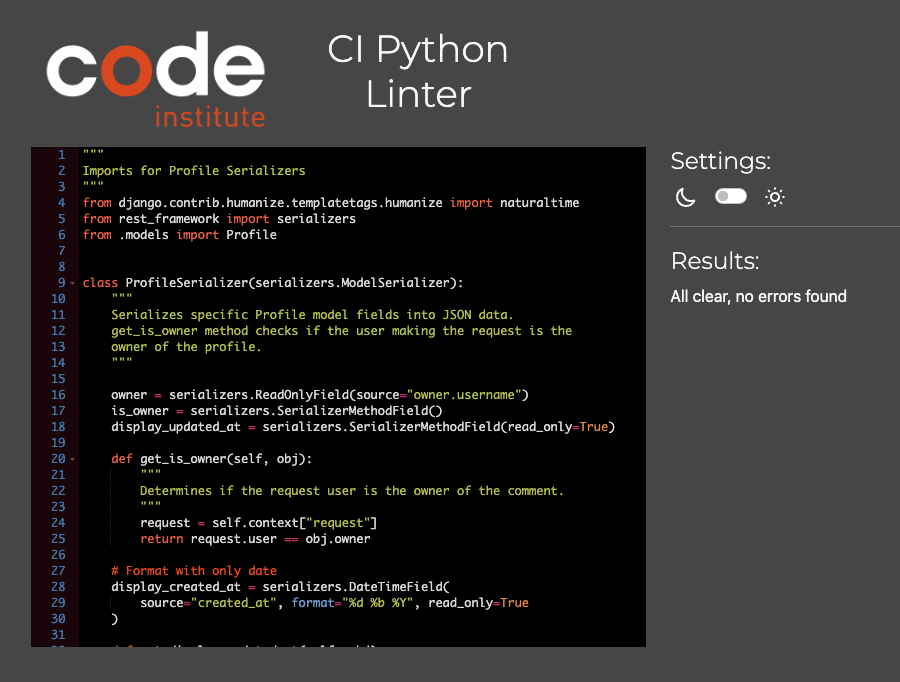 code
institute
CI Python
Linter
1 """
2 Imports for Profile Serializers
3 """
4 from django.contrib.humanize.templatetags.humanize import naturaltime
5 from rest_framework import serializers
6 from .models import Profile
7
8
9 class ProfileSerializer(serializers.ModelSerializer):
10     """
11     Serializes specific Profile model fields into JSON data.
12     get_is_owner method checks if the user making the request is the
13     owner of the profile.
14     """
15
16     owner = serializers.ReadOnlyField(source="owner.username")
17     is_owner = serializers.SerializerMethodField()
18     display_updated_at = serializers.SerializerMethodField(read_only=True)
19
20     def get_is_owner(self, obj):
21         """
22         Determines if the request user is the owner of the comment.
23         """
24         request = self.context["request"]
25         return request.user == obj.owner
26
27     # Format with only date
28     display_created_at = serializers.DateTimeField(
29         source="created_at", format="%d %b %Y", read_only=True
30     )
31
Settings:
Results:
All clear, no errors found